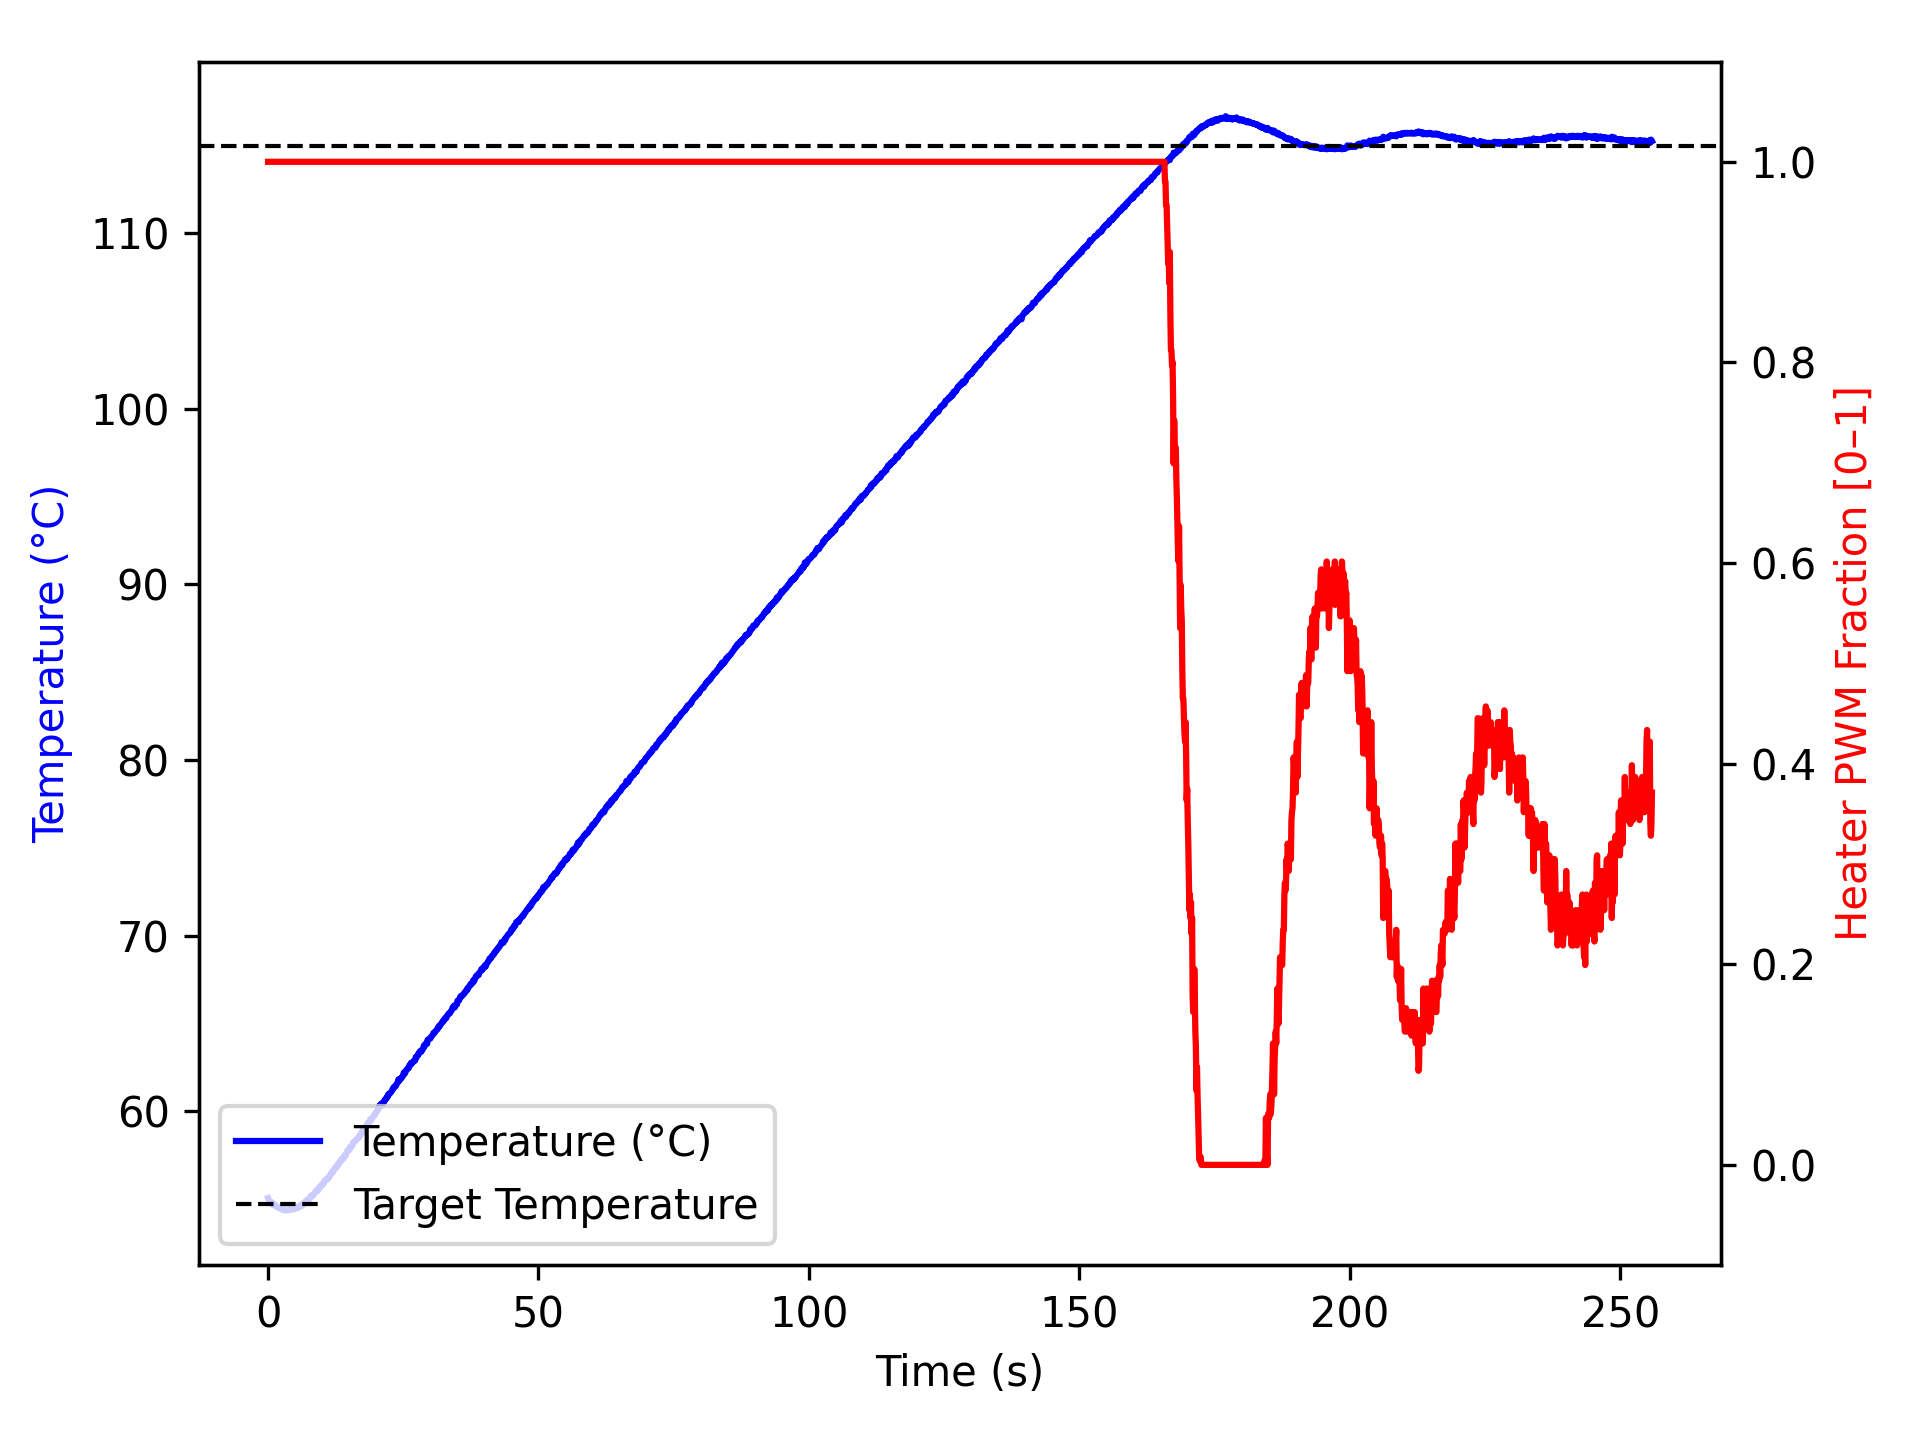 110
100
90
80
70
60
Temperature (°C)
1.0
0.8
0.6
0.4
0.2
0.0
Heater PWM Fraction [0–1]
Temperature (°C)
Target Temperature
0 50 100 150 200 250
Time (s)